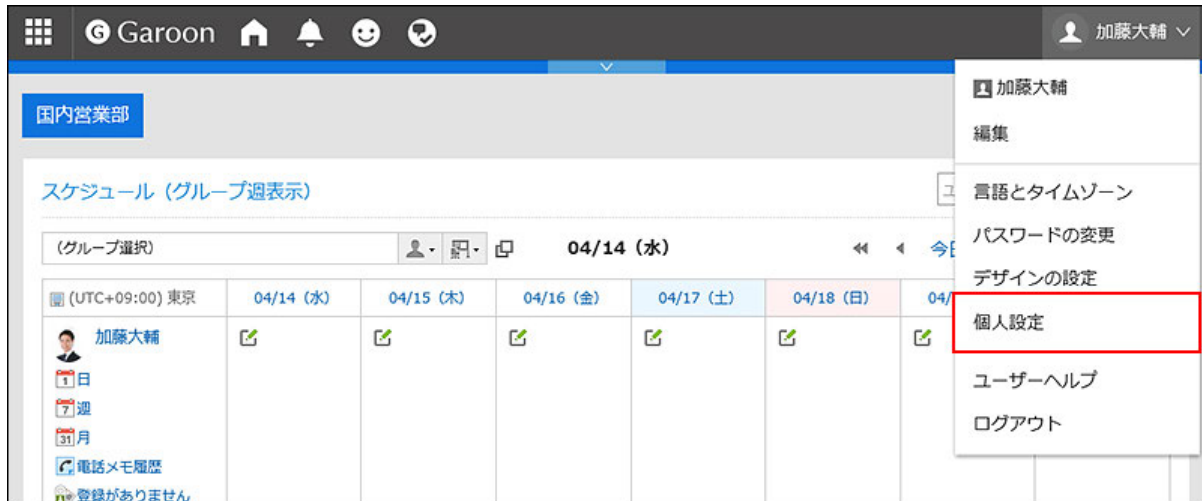 Garoon
加藤大輔
国内営業部
加藤大輔
編集
言語とタイムゾーン
パスワードの変更
デザインの設定
個人設定
ユーザーヘルプ
ログアウト
スケジュール（グループ週表示）
（グループ選択）
04/14（水）
今日
(UTC+09:00) 東京
04/14（水）
04/15（木）
04/16（金）
04/17（土）
04/18（日）
04/
加藤大輔
1 日
7 週
31 月
電話メモ履歴
登録がありません